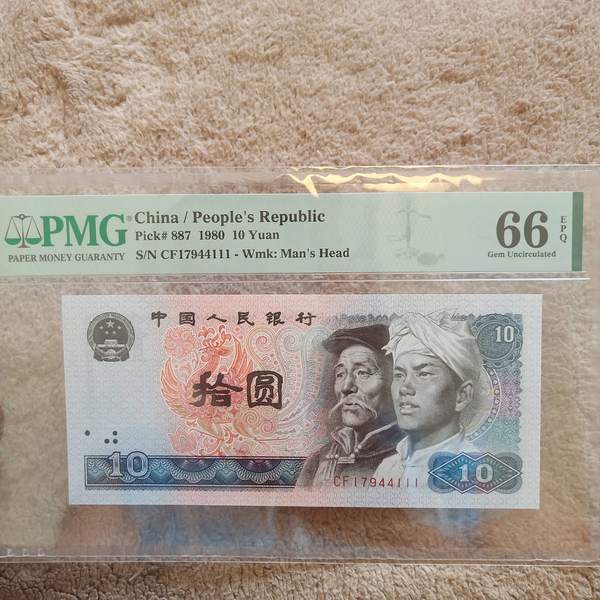 PMG
PAPER MONEY GUARANTY
China / People's Republic
Pick# 887 1980 10 Yuan
S/N CF17944111 - Wmk: Man's Head
66 EPQ
Gem Uncirculated
中国人民银行
10
拾圆
10
10
CF17944111